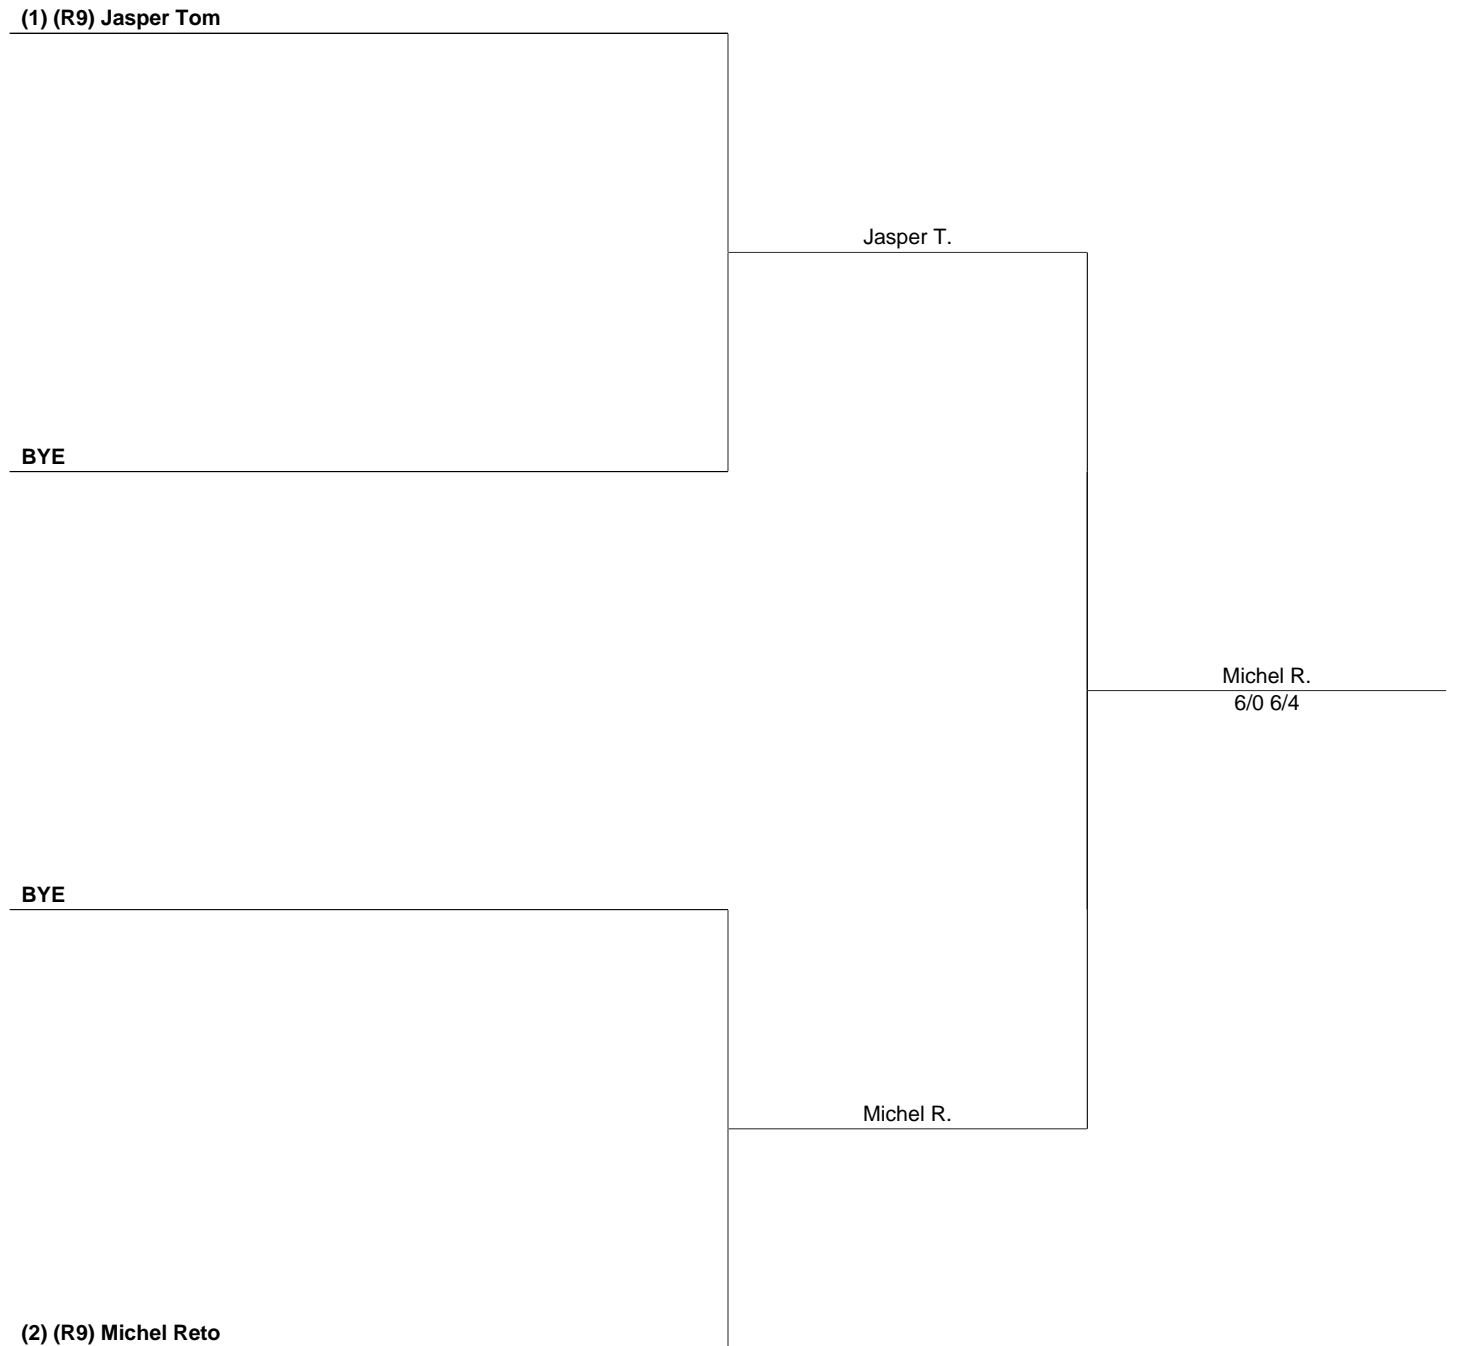 (1) (R9) Jasper Tom
Jasper T.
BYE
Michel R.
6/0 6/4
BYE
Michel R.
(2) (R9) Michel Reto